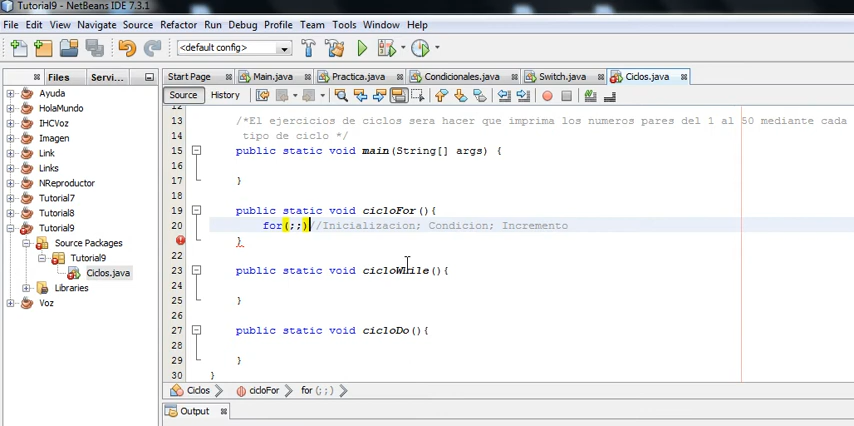 Tutorial9 - NetBeans IDE 7.3.1
File Edit View Navigate Source Refactor Run Debug Profile Team Tools Window Help
<default config>
Files Servi... Start Page Main.java Practica.java Condicionales.java Switch.java Ciclos.java
Source History
Ayuda
HolaMundo
IHCVoz
Imagen
Link
Links
NReproductor
Tutorial7
Tutorial8
Tutorial9
Source Packages
Tutorial9
Ciclos.java
Libraries
Voz
12
13 /*El ejercicios de ciclos sera hacer que imprima los numeros pares del 1 al 50 mediante cada
14 tipo de ciclo */
15 public static void main(String[] args) {
16
17 }
18
19 public static void cicloFor(){
20 for(;;)//Inicializacion; Condicion; Incremento
}
22
23 public static void cicloWhile(){
24
25 }
26
27 public static void cicloDo(){
28
29 }
30 }
Ciclos cicloFor for (;;)
Output